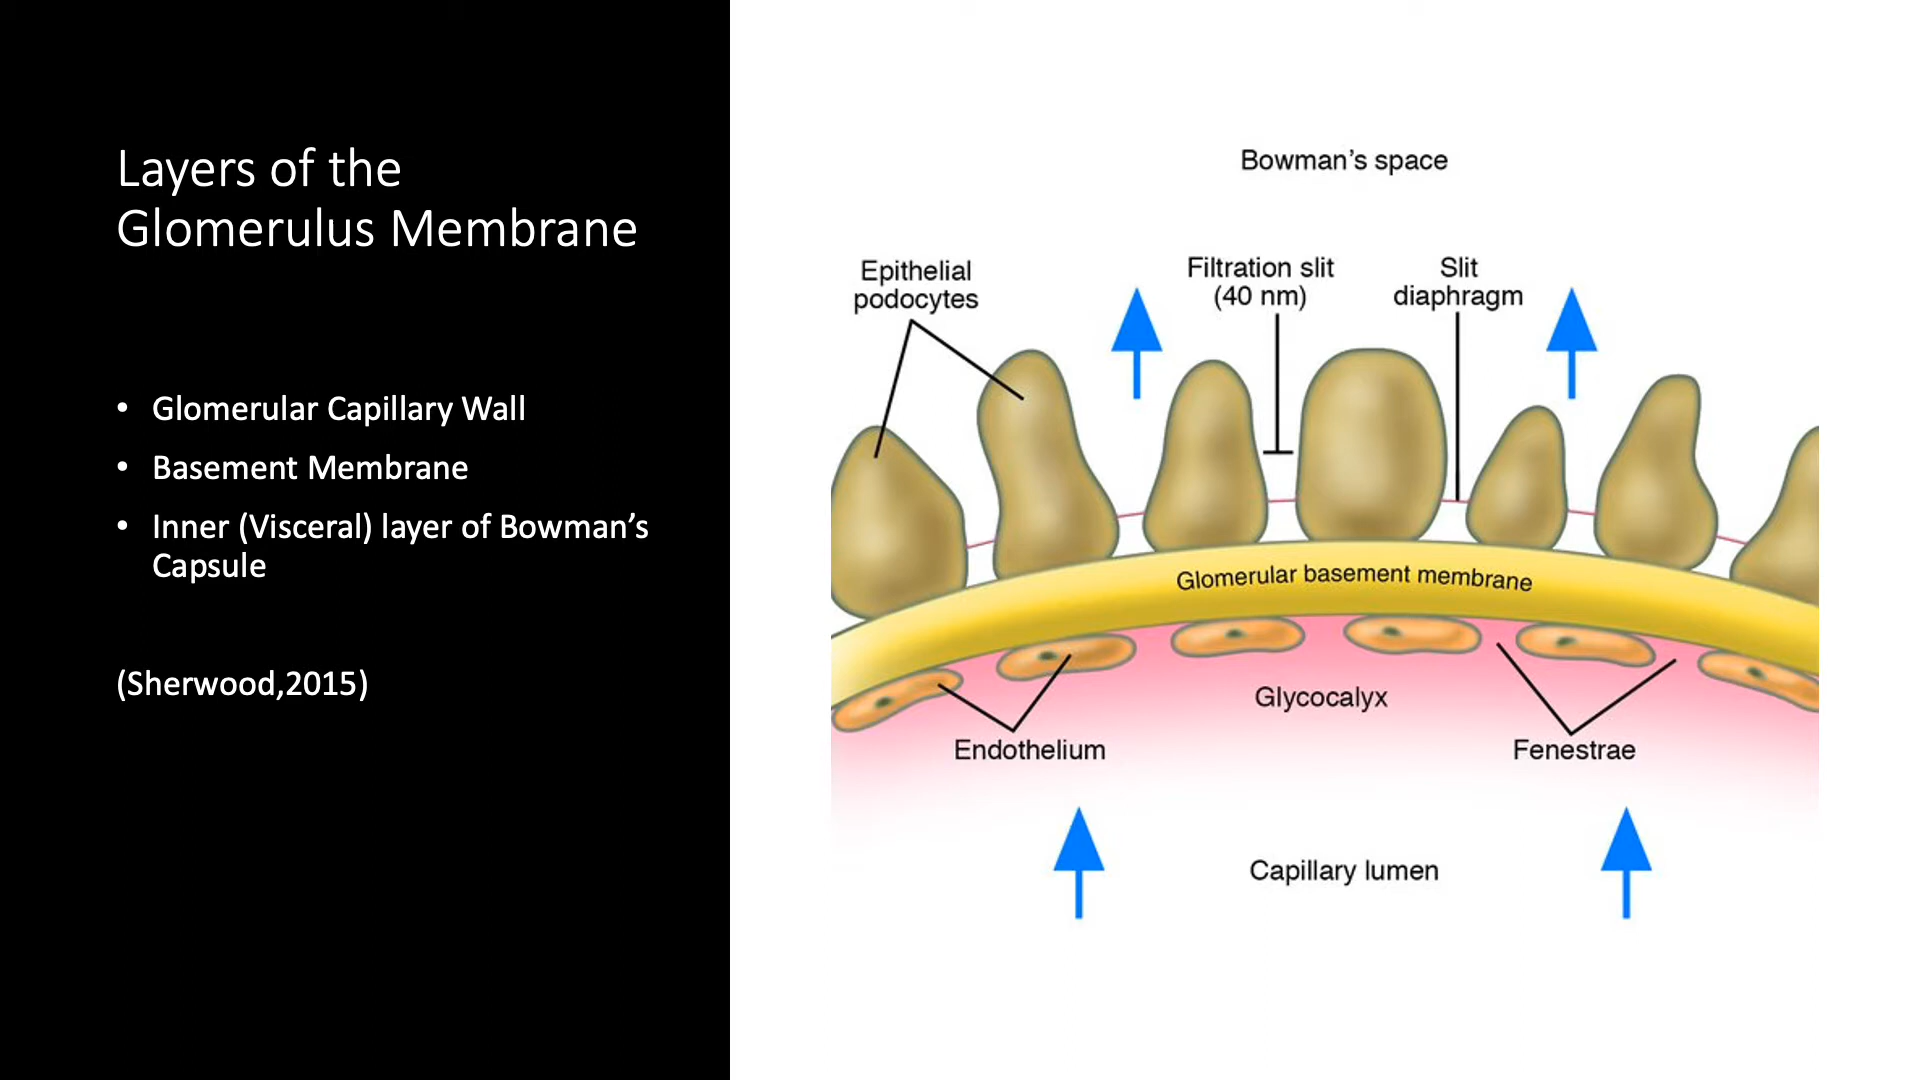 Layers of the
Glomerulus Membrane
• Glomerular Capillary Wall
• Basement Membrane
• Inner (Visceral) layer of Bowman’s
Capsule
(Sherwood,2015)
Bowman’s space
Epithelial
podocytes
Filtration slit
(40 nm)
Slit
diaphragm
Glomerular basement membrane
Glycocalyx
Endothelium
Fenestrae
Capillary lumen